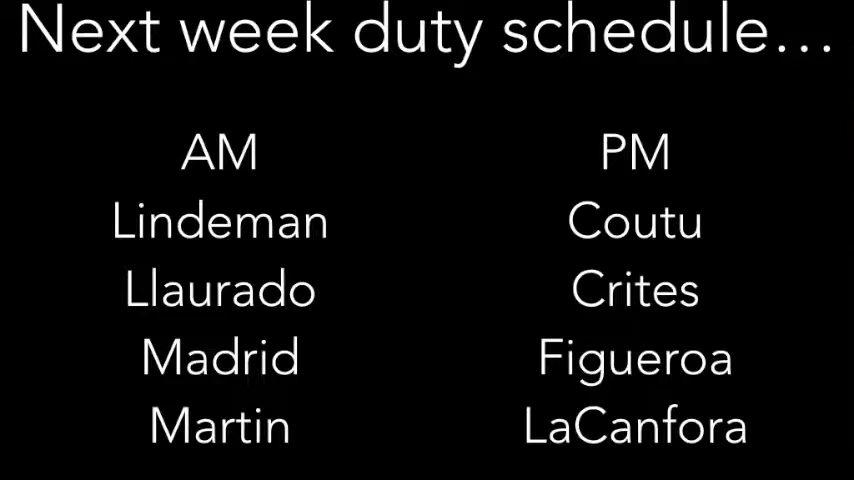 Next week duty schedule...
AM PM
Lindeman Coutu
Llaurado Crites
Madrid Figueroa
Martin LaCanfora